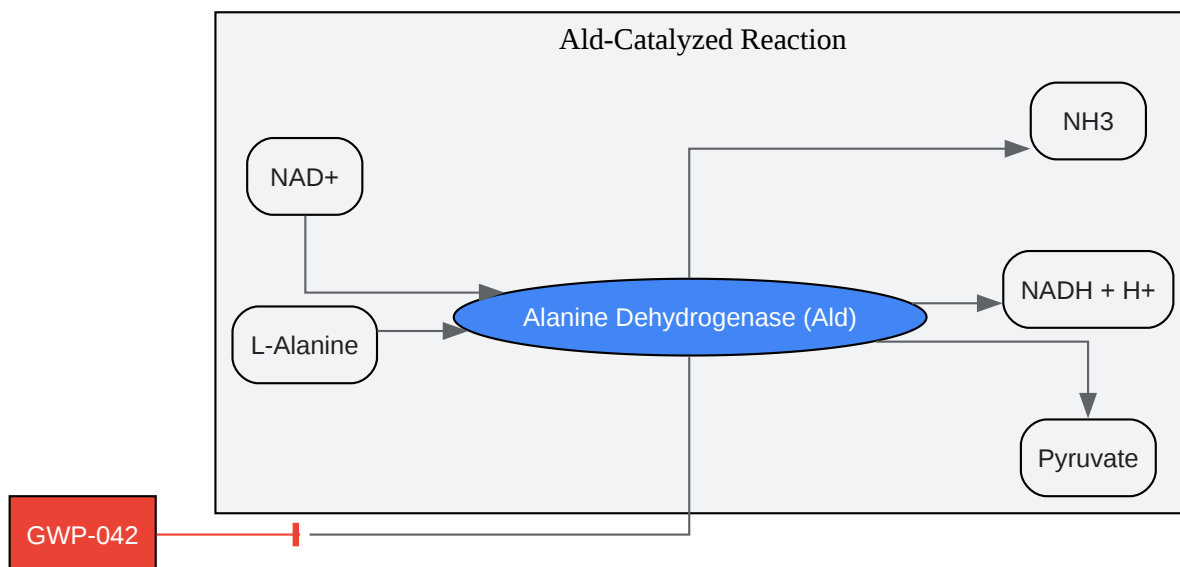 Ald-Catalyzed Reaction
NH3
NAD+
NADH + H+
Alanine Dehydrogenase (Ald)
L-Alanine
Pyruvate
GWP-042